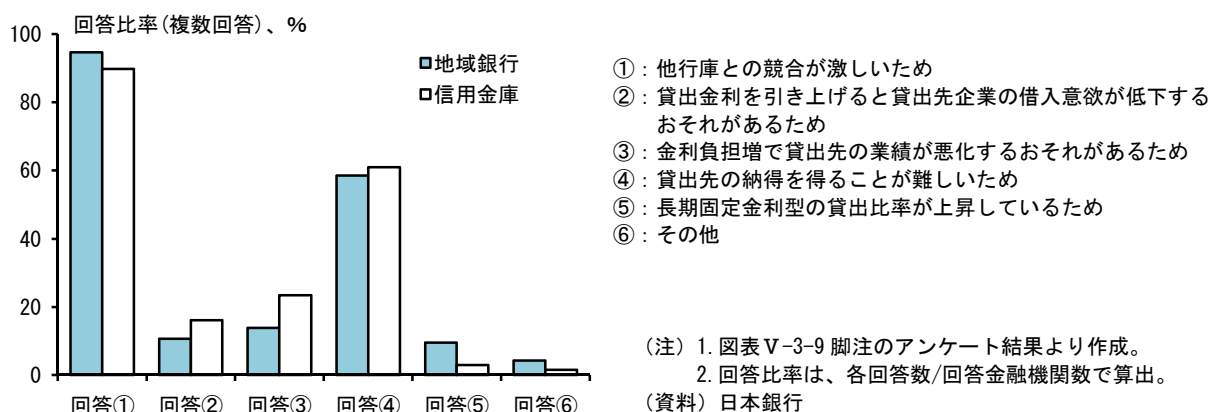 回答比率(複数回答)、%
100
80
60
40
20
0
地域銀行
信用金庫
回答①
回答②
回答③
回答④
回答⑤
回答⑥
①：他行庫との競合が激しいため
②：貸出金利を引き上げると貸出先企業の借入意欲が低下する
おそれがあるため
③：金利負担増で貸出先の業績が悪化するおそれがあるため
④：貸出先の納得を得ることが難しいため
⑤：長期固定金利型の貸出比率が上昇しているため
⑥：その他
（注）1.図表Ⅴ-3-9 脚注のアンケート結果より作成。
2.回答比率は、各回答数/回答金融機関数で算出。
（資料）日本銀行